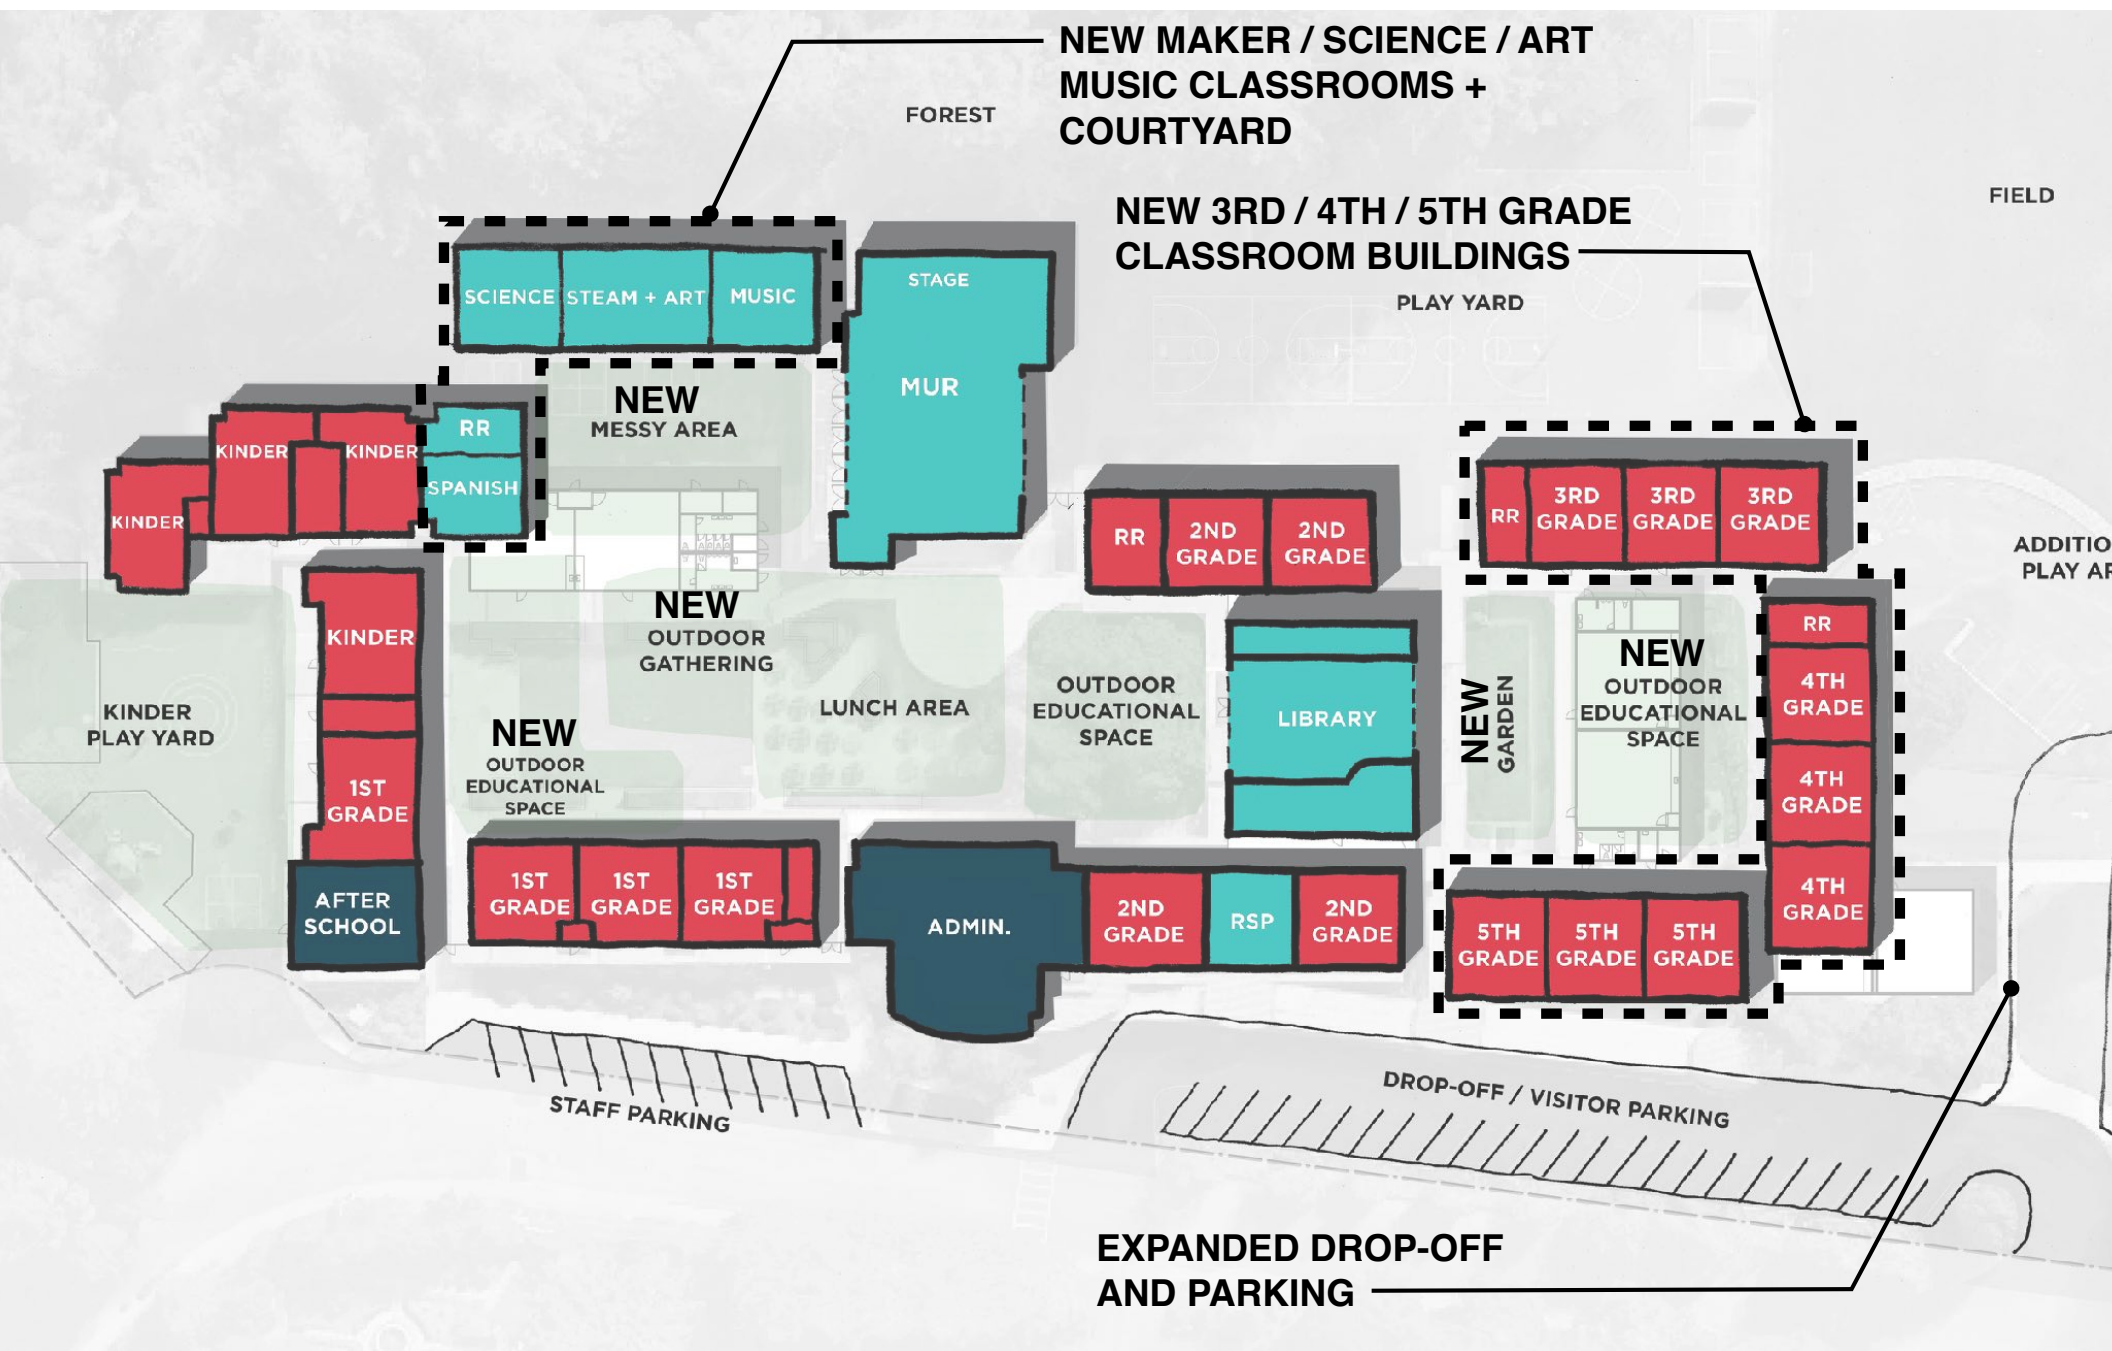 NEW MAKER / SCIENCE / ART
MUSIC CLASSROOMS +
COURTYARD
FOREST
NEW 3RD / 4TH / 5TH GRADE
CLASSROOM BUILDINGS
FIELD
PLAY YARD
SCIENCE
STEAM + ART
MUSIC
STAGE
MUR
NEW
MESSY AREA
RR
SPANISH
KINDER
KINDER
KINDER
KINDER
1ST
GRADE
AFTER
SCHOOL
KINDER
PLAY YARD
NEW
OUTDOOR
GATHERING
NEW
OUTDOOR
EDUCATIONAL
SPACE
LUNCH AREA
OUTDOOR
EDUCATIONAL
SPACE
RR
2ND
GRADE
2ND
GRADE
LIBRARY
NEW
GARDEN
NEW
OUTDOOR
EDUCATIONAL
SPACE
RR
3RD
GRADE
3RD
GRADE
3RD
GRADE
RR
4TH
GRADE
4TH
GRADE
4TH
GRADE
ADDITIO
PLAY AR
1ST
GRADE
1ST
GRADE
1ST
GRADE
ADMIN.
2ND
GRADE
RSP
2ND
GRADE
5TH
GRADE
5TH
GRADE
5TH
GRADE
STAFF PARKING
DROP-OFF / VISITOR PARKING
EXPANDED DROP-OFF
AND PARKING